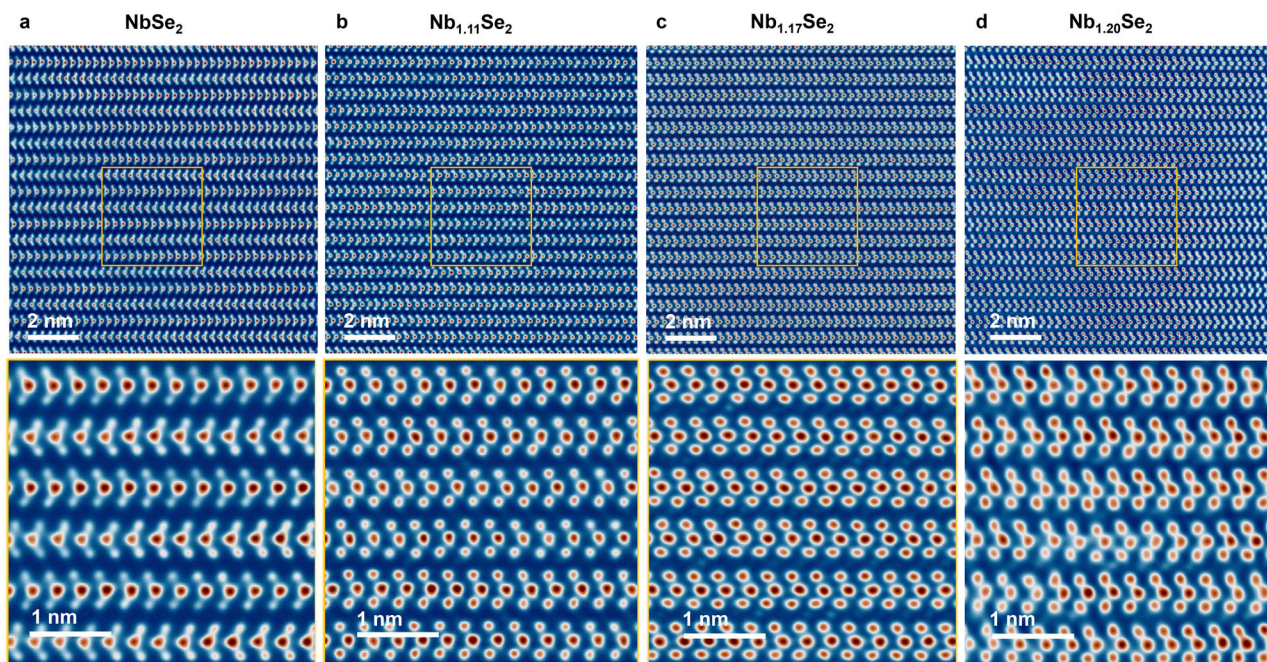 a NbSe₂
b Nb₁.₁₁Se₂
c Nb₁.₁₇Se₂
d Nb₁.₂₀Se₂
2 nm
2 nm
2 nm
2 nm
1 nm
1 nm
1 nm
1 nm